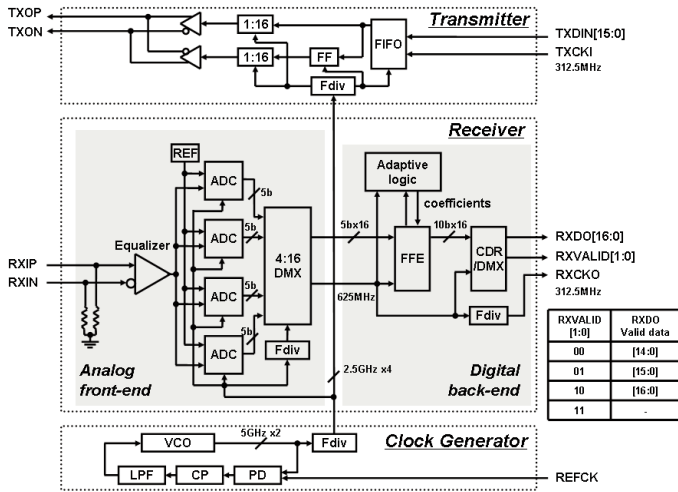 Transmitter
TXOP
TXON
1:16
1:16
FF
FIFO
Fdiv
TXDIN[15:0]
TXCKI
312.5MHz
Receiver
REF
ADC
ADC
ADC
ADC
5b
5b
5b
5b
Equalizer
RXIP
RXIN
4:16
DMX
Fdiv
Analog
front-end
Adaptive
logic
coefficients
5bx16
10bx16
FFE
CDR
/DMX
625MHz
Fdiv
2.5GHz x4
Digital
back-end
RXDO[16:0]
RXVALID[1:0]
RXCKO
312.5MHz
RXVALID [1:0] RXDO Valid data
00 [14:0]
01 [15:0]
10 [16:0]
11 -
5GHz x2
VCO
Fdiv
Clock Generator
LPF
CP
PD
REFCK